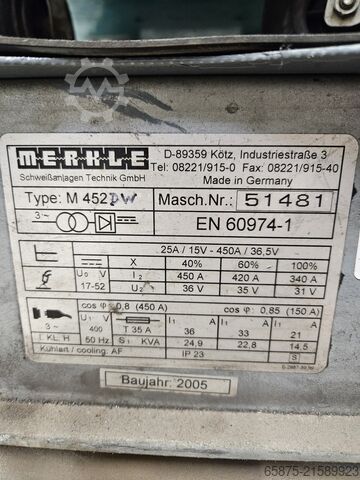 MERKLE
Schweißanlagen Technik GmbH
D-89359 Kötz, Industriestraße 3
Tel: 08221/915-0 Fax: 08221/915-40
Made in Germany
Type: M 452DW
Masch.Nr.: 51481
3~
EN 60974-1
25A / 15V - 450A / 36,5V
X 40% 60% 100%
U0 V I2 450 A 420 A 340 A
17-52 U2 36 V 35 V 31 V
cos φ 0,8 (450 A) cos φ 0,85 (150 A)
3~ U1 V I1 A I1 A I1 A
400 T 35 A 36 33 21
I. KL. H 50 Hz S1 KVA 24,9 22,8 14,5
Kühlart / cooling: AF IP 23 S
Baujahr: 2005
65875-21589323